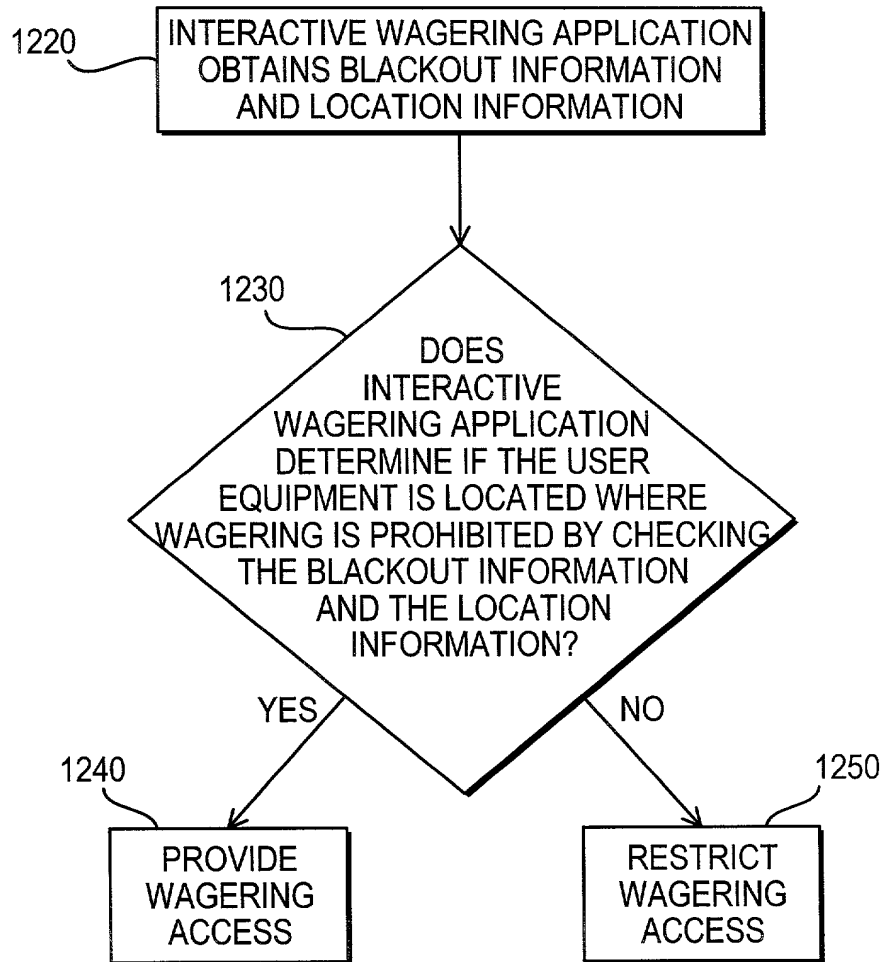 1220
INTERACTIVE WAGERING APPLICATION
OBTAINS BLACKOUT INFORMATION
AND LOCATION INFORMATION
1230
DOES
INTERACTIVE
WAGERING APPLICATION
DETERMINE IF THE USER
EQUIPMENT IS LOCATED WHERE
WAGERING IS PROHIBITED BY CHECKING
THE BLACKOUT INFORMATION
AND THE LOCATION
INFORMATION?
YES
NO
1240
1250
PROVIDE
WAGERING
ACCESS
RESTRICT
WAGERING
ACCESS